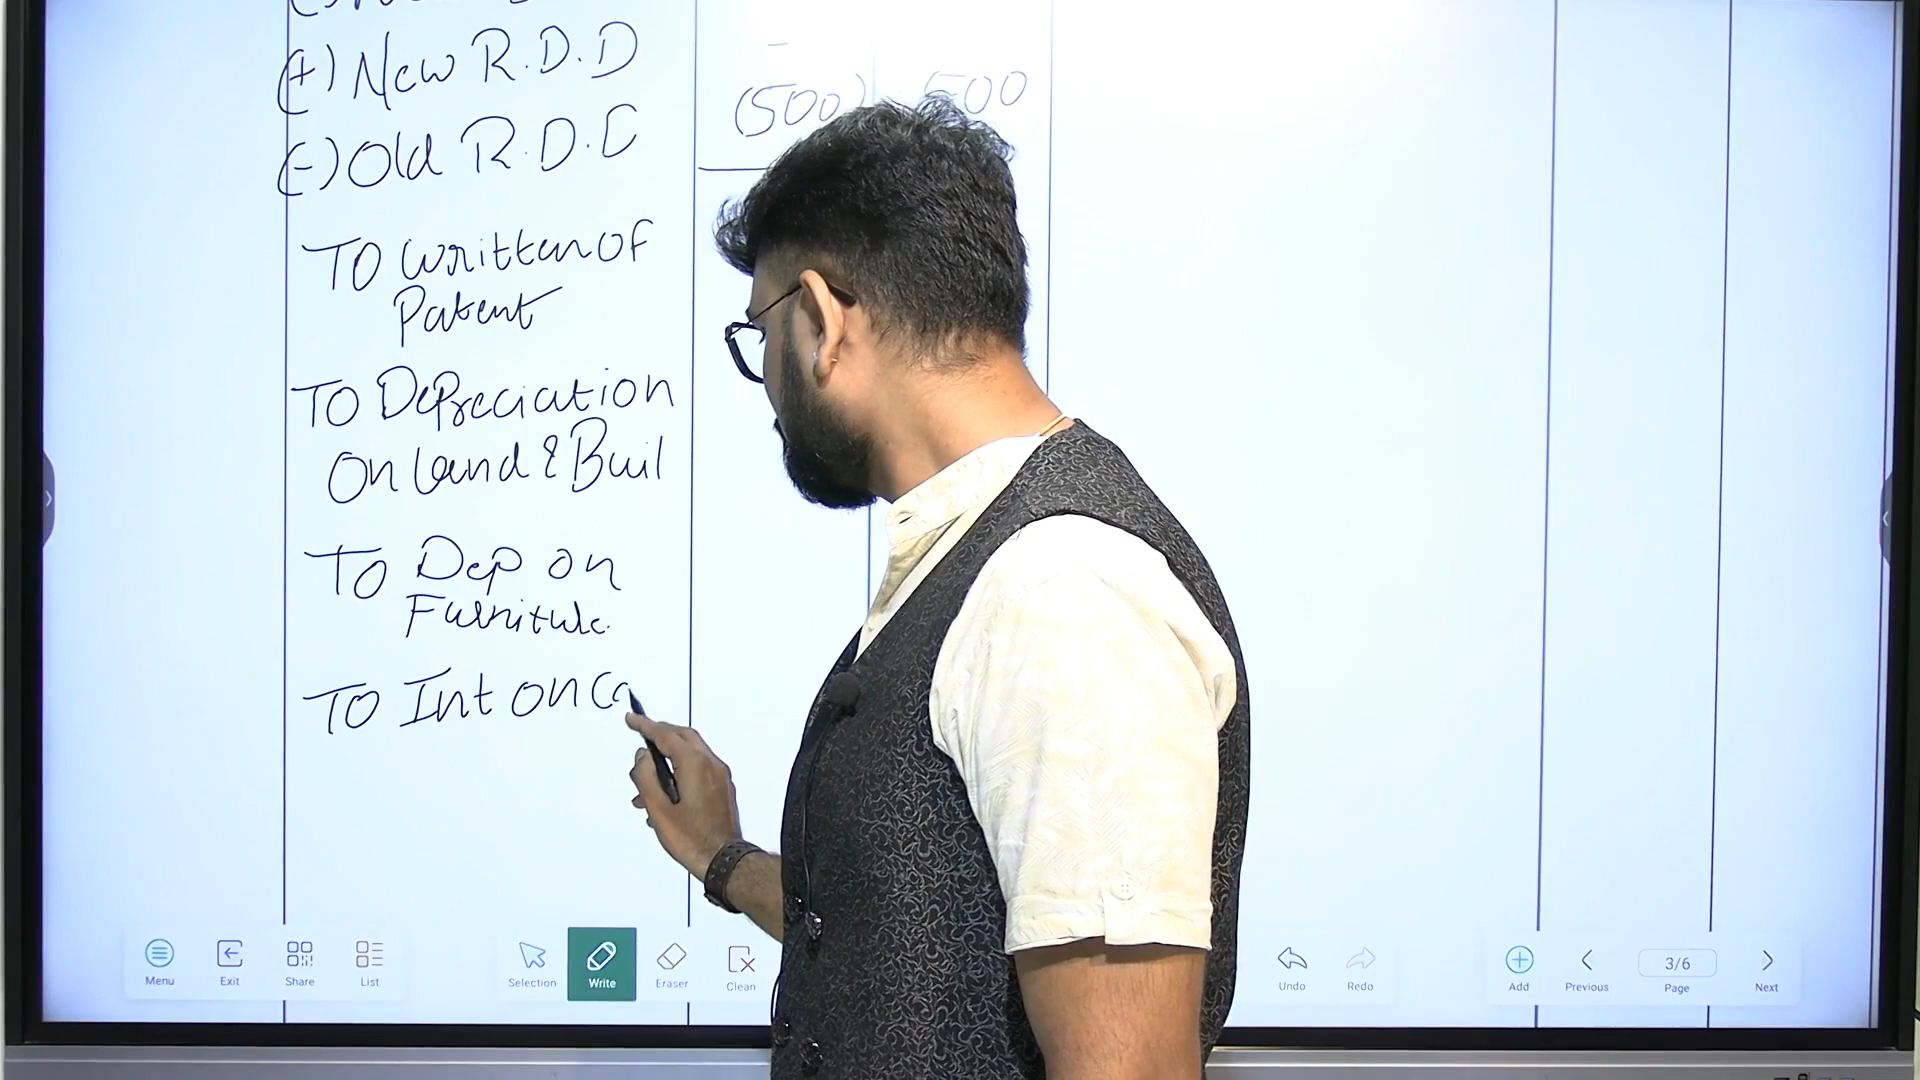 (+) New R.D.D
(500) 500
(-) Old R.D.D
To written of
Patent
To Depreciation
on land & Buil
To Dep on
Furniture.
To Int on Ca
Menu Exit Share List Selection Write Eraser Clean Undo Redo Add Previous 3/6 Page Next